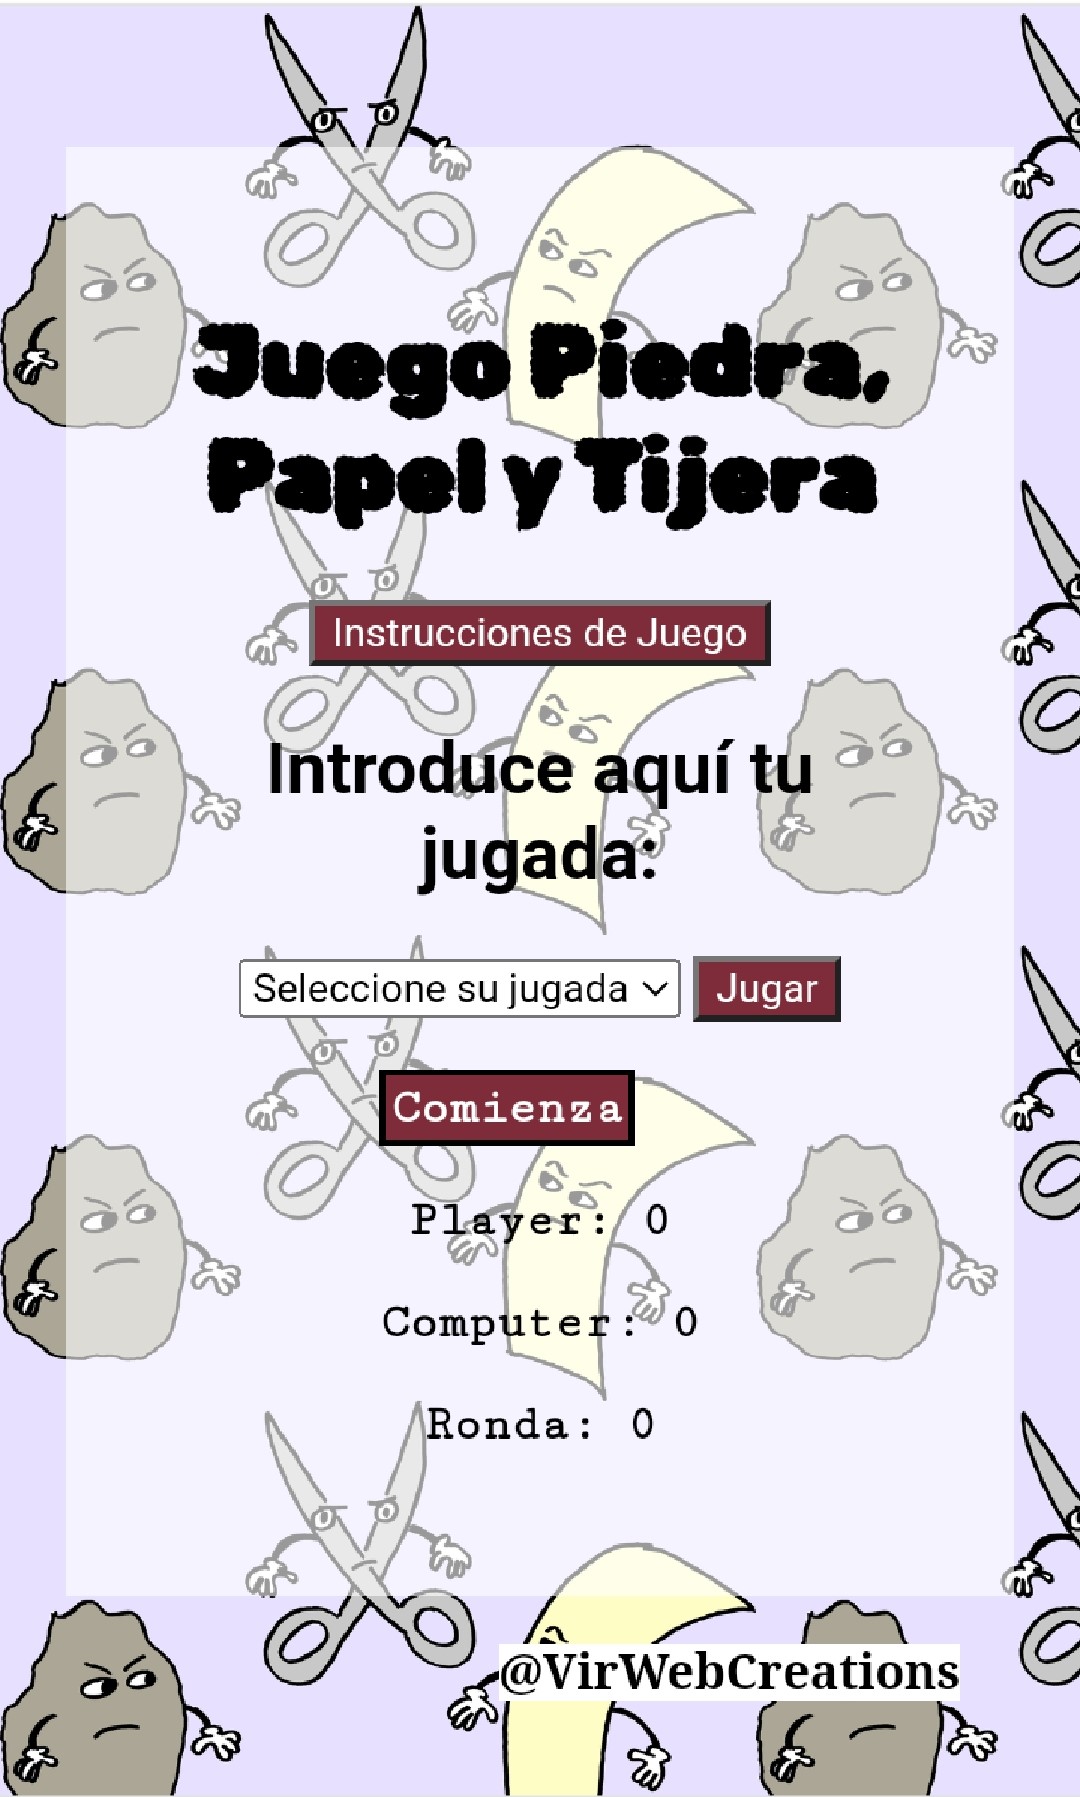 Juego Piedra,
Papel y Tijera
Instrucciones de Juego
Introduce aquí tu
jugada:
Seleccione su jugada Jugar
Comienza
Player: 0
Computer: 0
Ronda: 0
@VirWebCreations